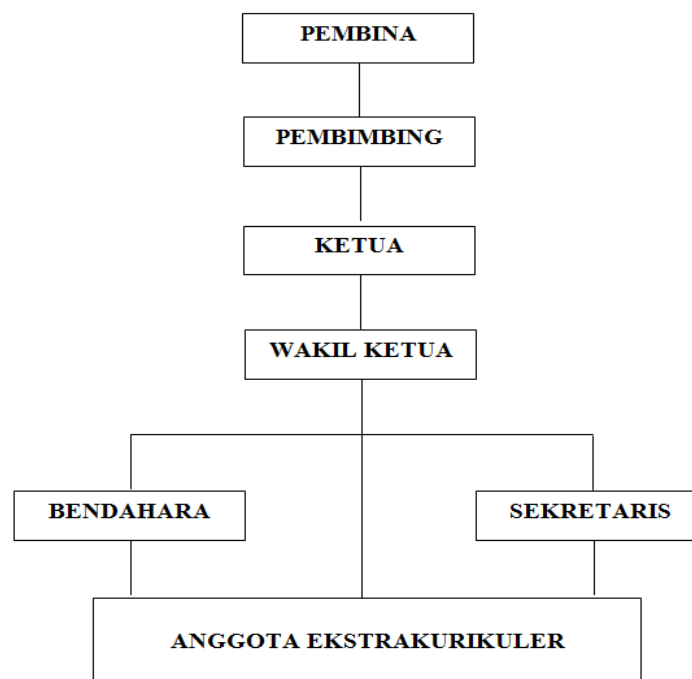 PEMBINA
PEMBIMBING
KETUA
WAKIL KETUA
BENDAHARA
SEKRETARIS
ANGGOTA EKSTRAKURIKULER